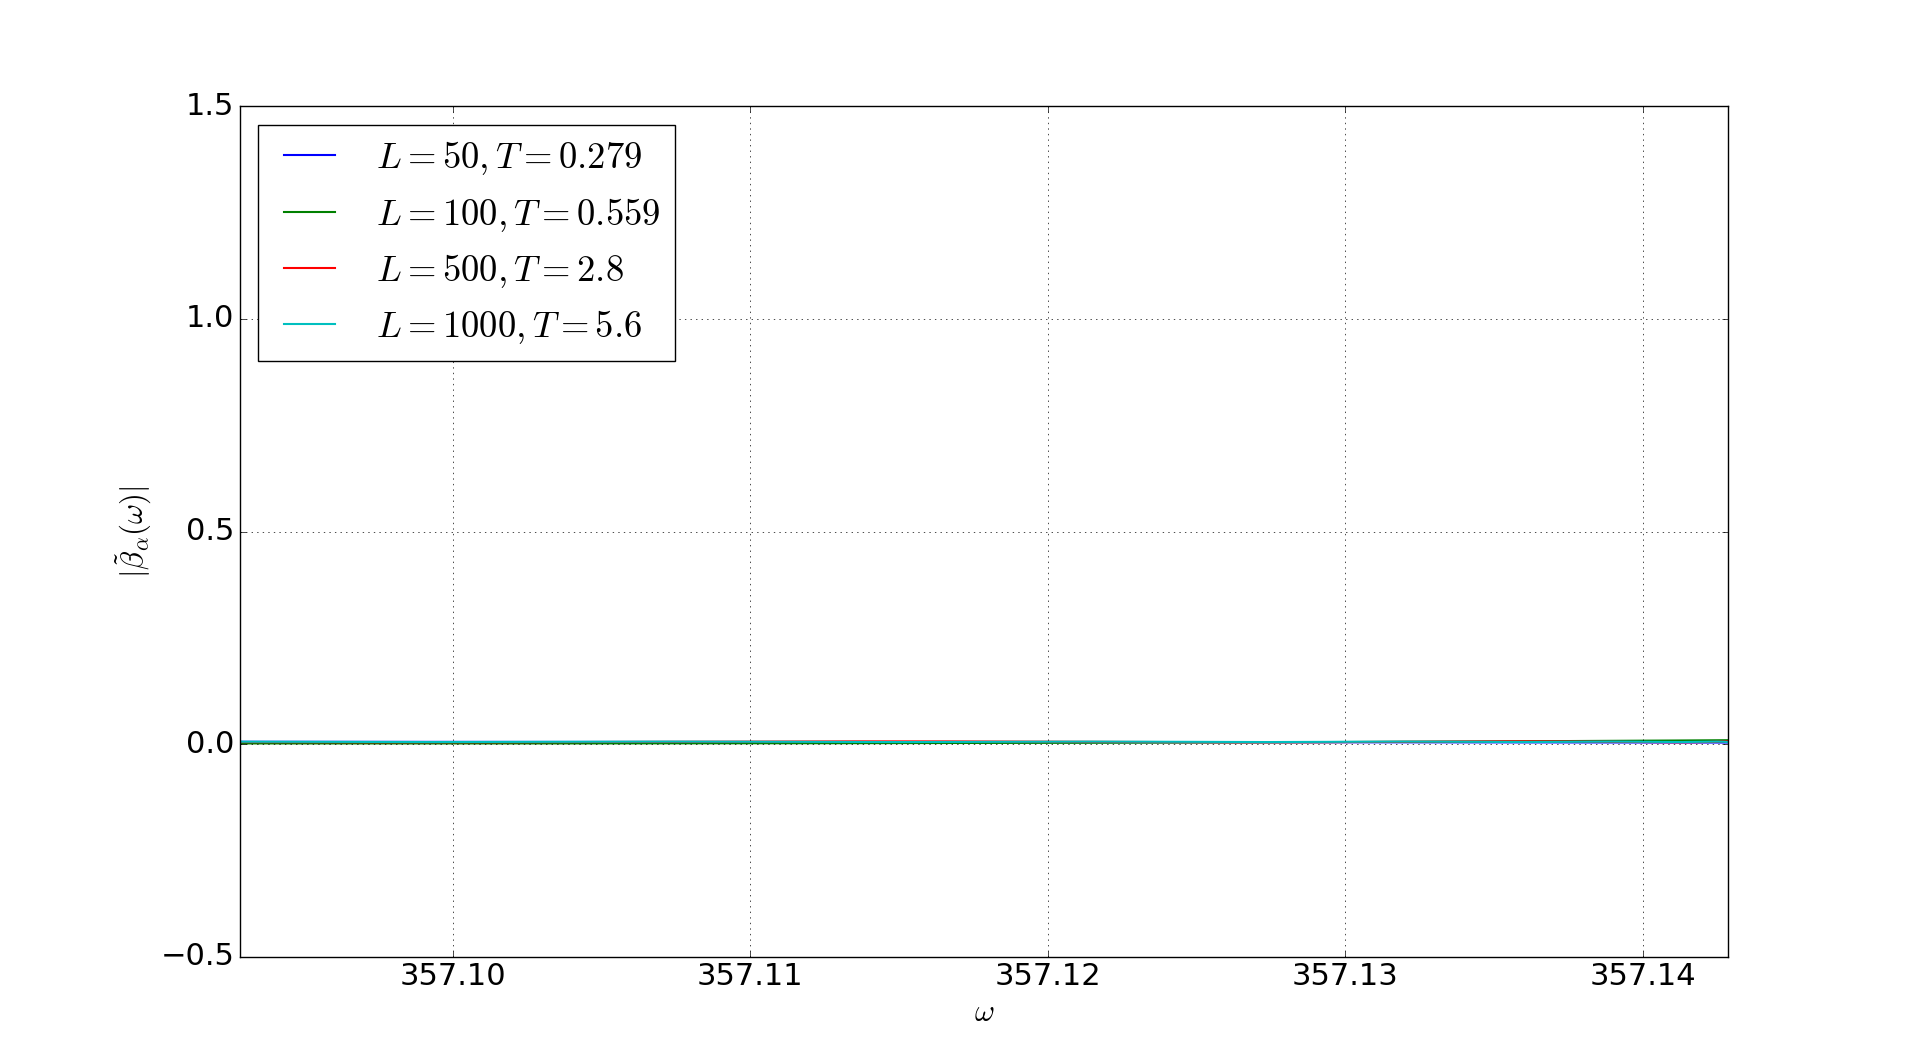 1.5
1.0
0.5
0.0
−0.5
L = 50, T = 0.279
L = 100, T = 0.559
L = 500, T = 2.8
L = 1000, T = 5.6
|β̃α(ω)|
357.10 357.11 357.12 357.13 357.14
ω